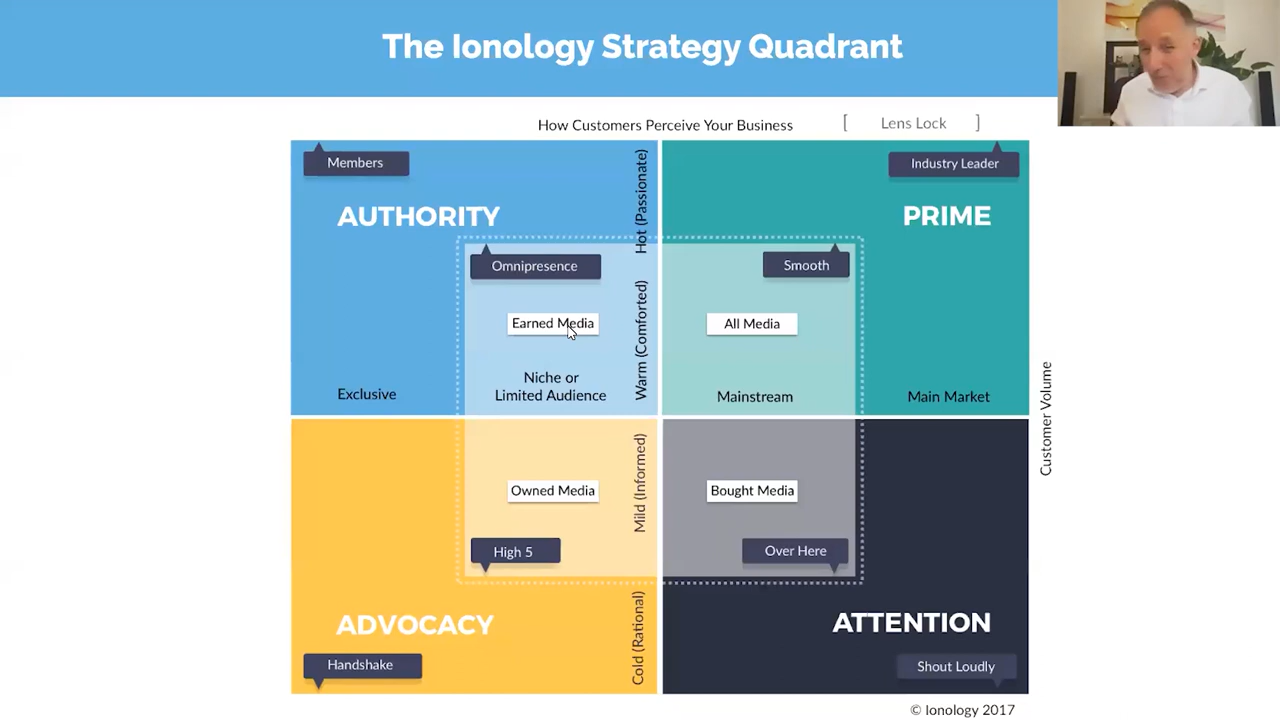 The Ionology Strategy Quadrant
How Customers Perceive Your Business
[ Lens Lock ]
Members
Industry Leader
AUTHORITY
PRIME
Hot (Passionate)
Omnipresence
Smooth
Earned Media
All Media
Warm (Comforted)
Niche or
Limited Audience
Exclusive
Mainstream
Main Market
Customer Volume
Mild (Informed)
Owned Media
Bought Media
High 5
Over Here
ADVOCACY
ATTENTION
Cold (Rational)
Handshake
Shout Loudly
© Ionology 2017